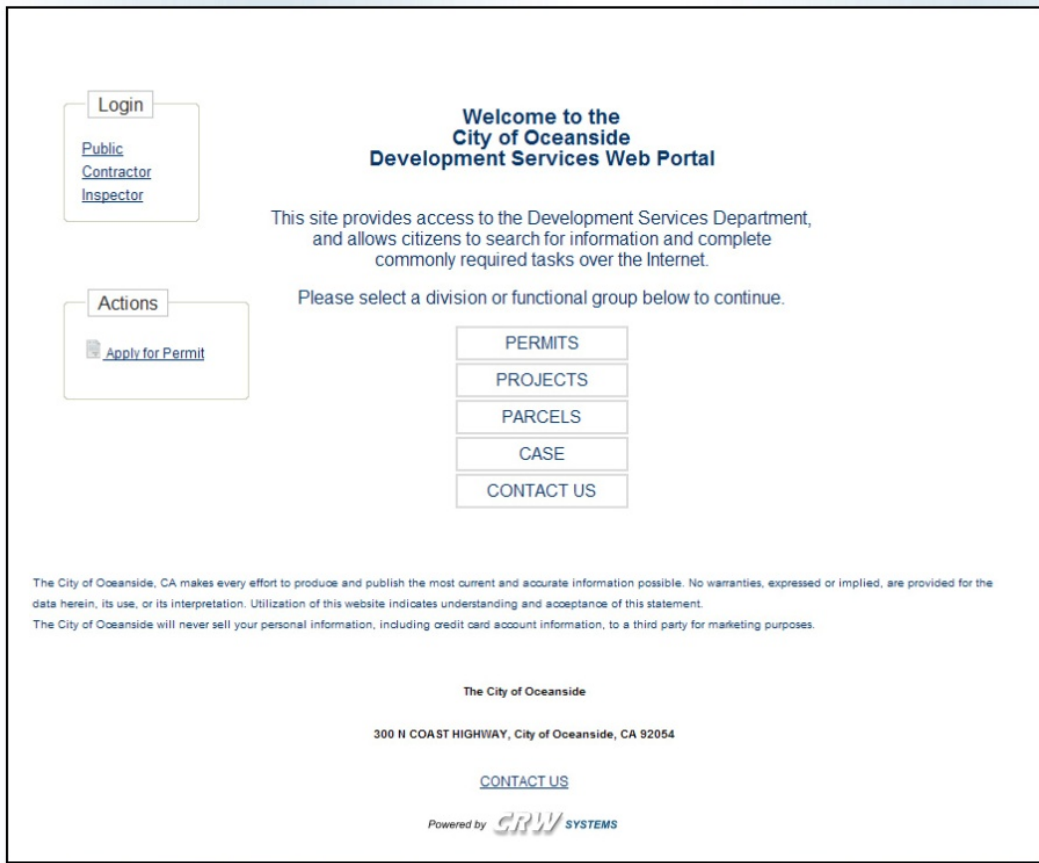 Login
Public
Contractor
Inspector
Welcome to the
City of Oceanside
Development Services Web Portal
This site provides access to the Development Services Department,
and allows citizens to search for information and complete
commonly required tasks over the Internet.
Please select a division or functional group below to continue.
Actions
Apply for Permit
PERMITS
PROJECTS
PARCELS
CASE
CONTACT US
The City of Oceanside, CA makes every effort to produce and publish the most current and accurate information possible. No warranties, expressed or implied, are provided for the
data herein, its use, or its interpretation. Utilization of this website indicates understanding and acceptance of this statement.
The City of Oceanside will never sell your personal information, including credit card account information, to a third party for marketing purposes.
The City of Oceanside
300 N COAST HIGHWAY, City of Oceanside, CA 92054
CONTACT US
Powered by CRW SYSTEMS